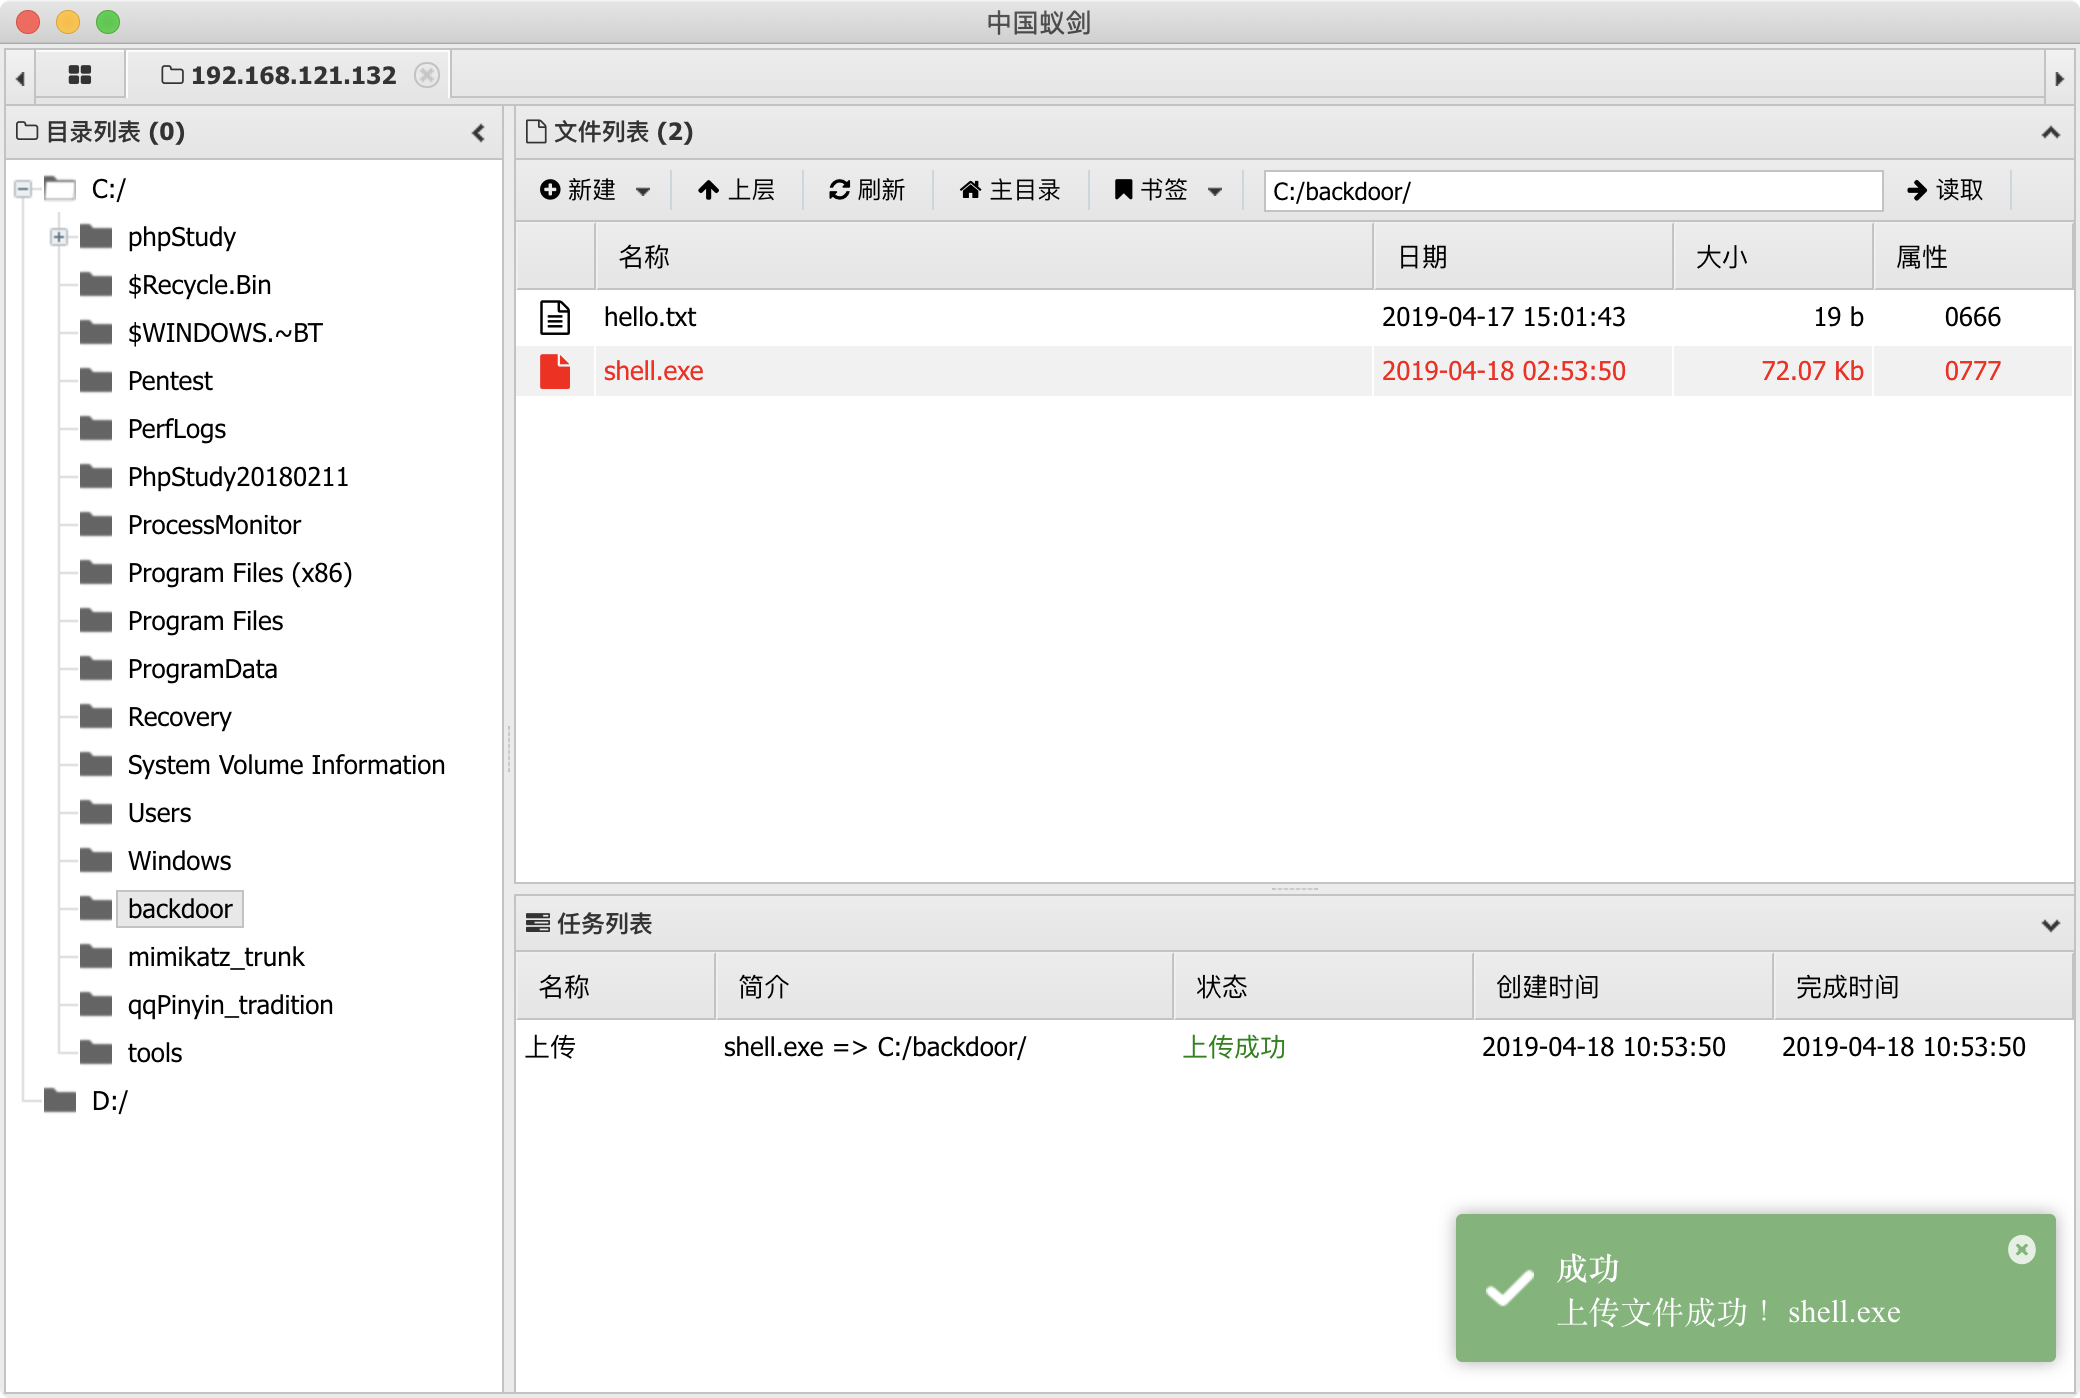 中国蚁剑
192.168.121.132
目录列表 (0)
C:/
phpStudy
$Recycle.Bin
$WINDOWS.~BT
Pentest
PerfLogs
PhpStudy20180211
ProcessMonitor
Program Files (x86)
Program Files
ProgramData
Recovery
System Volume Information
Users
Windows
backdoor
mimikatz_trunk
qqPinyin_tradition
tools
D:/
文件列表 (2)
新建 上层 刷新 主目录 书签 C:/backdoor/ 读取
名称 日期 大小 属性
hello.txt 2019-04-17 15:01:43 19 b 0666
shell.exe 2019-04-18 02:53:50 72.07 Kb 0777
任务列表
名称 简介 状态 创建时间 完成时间
上传 shell.exe => C:/backdoor/ 上传成功 2019-04-18 10:53:50 2019-04-18 10:53:50
成功
上传文件成功！ shell.exe